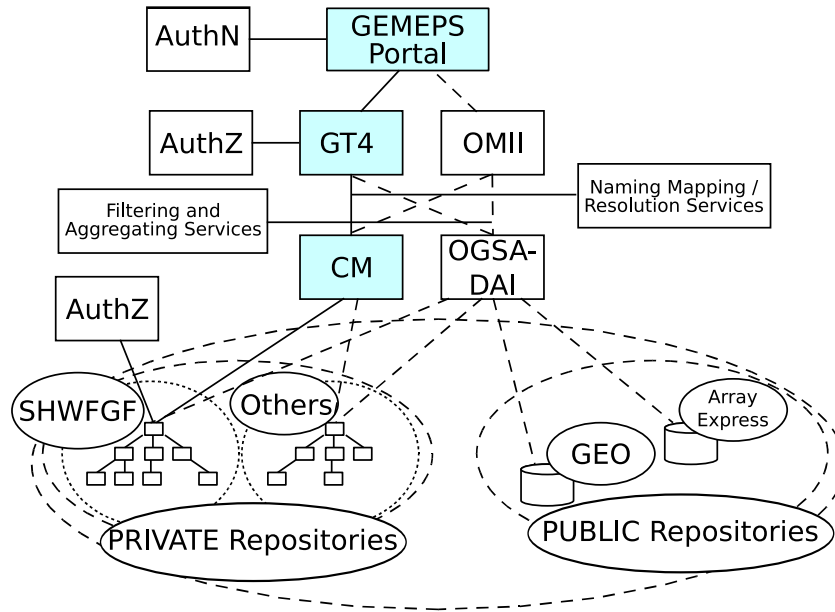 AuthN
GEMEPS
Portal
AuthZ
GT4
OMII
Filtering and
Aggregating Services
Naming Mapping /
Resolution Services
CM
OGSA-
DAI
AuthZ
SHWFGF
Others
Array
Express
GEO
PRIVATE Repositories
PUBLIC Repositories